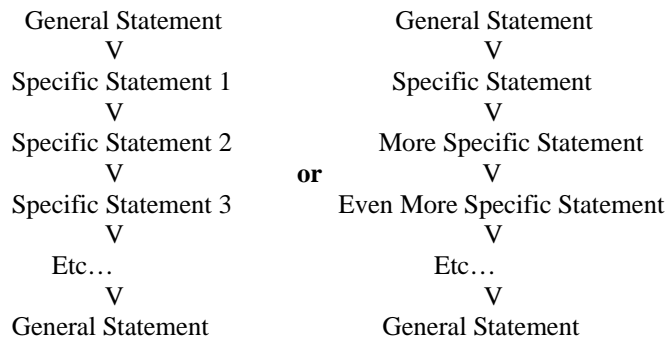 General Statement General Statement
V V
Specific Statement 1 Specific Statement
V V
Specific Statement 2 More Specific Statement
V or V
Specific Statement 3 Even More Specific Statement
V V
Etc… Etc…
V V
General Statement General Statement